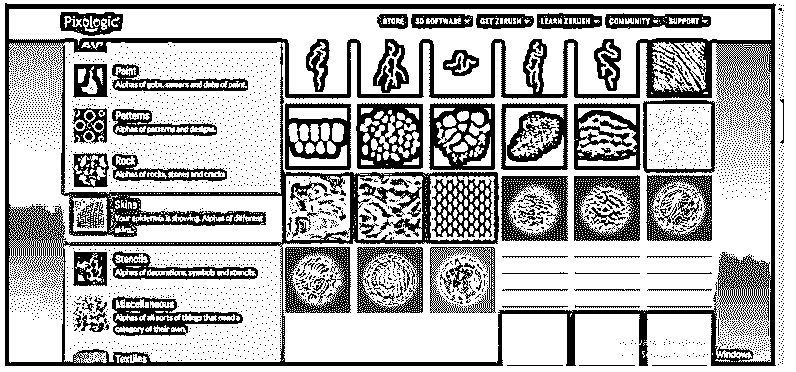 Pixologic
STORE 3D SOFTWARE GET ZBRUSH LEARN ZBRUSH COMMUNITY SUPPORT
Paint
Alphas of gobs, smears and dabs of paint.
Patterns
Alphas of patterns and designs.
Rock
Alphas of rocks, stones and cracks
Skins
Your epidermis is showing. Alphas of different
skins.
Stencils
Alphas of decorations, symbols and stencils.
Miscellaneous
Alphas of all sorts of things that need a
category of their own.
Textiles
Windows.